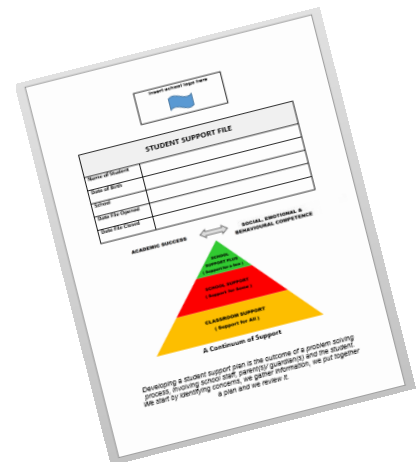 Insert school logo here
STUDENT SUPPORT FILE
Name of Student
Date of Birth
School
Date File Opened
Date File Closed
ACADEMIC SUCCESS
SOCIAL, EMOTIONAL &
BEHAVIOURAL COMPETENCE
SCHOOL
SUPPORT PLUS
( Support for a Few )
SCHOOL SUPPORT
( Support for Some )
CLASSROOM SUPPORT
( Support for All )
A Continuum of Support
Developing a student support plan is the outcome of a problem solving
process, involving school staff, parent(s)/ guardian(s) and the student.
We start by identifying concerns, we gather information, we put together
a plan and we review it.